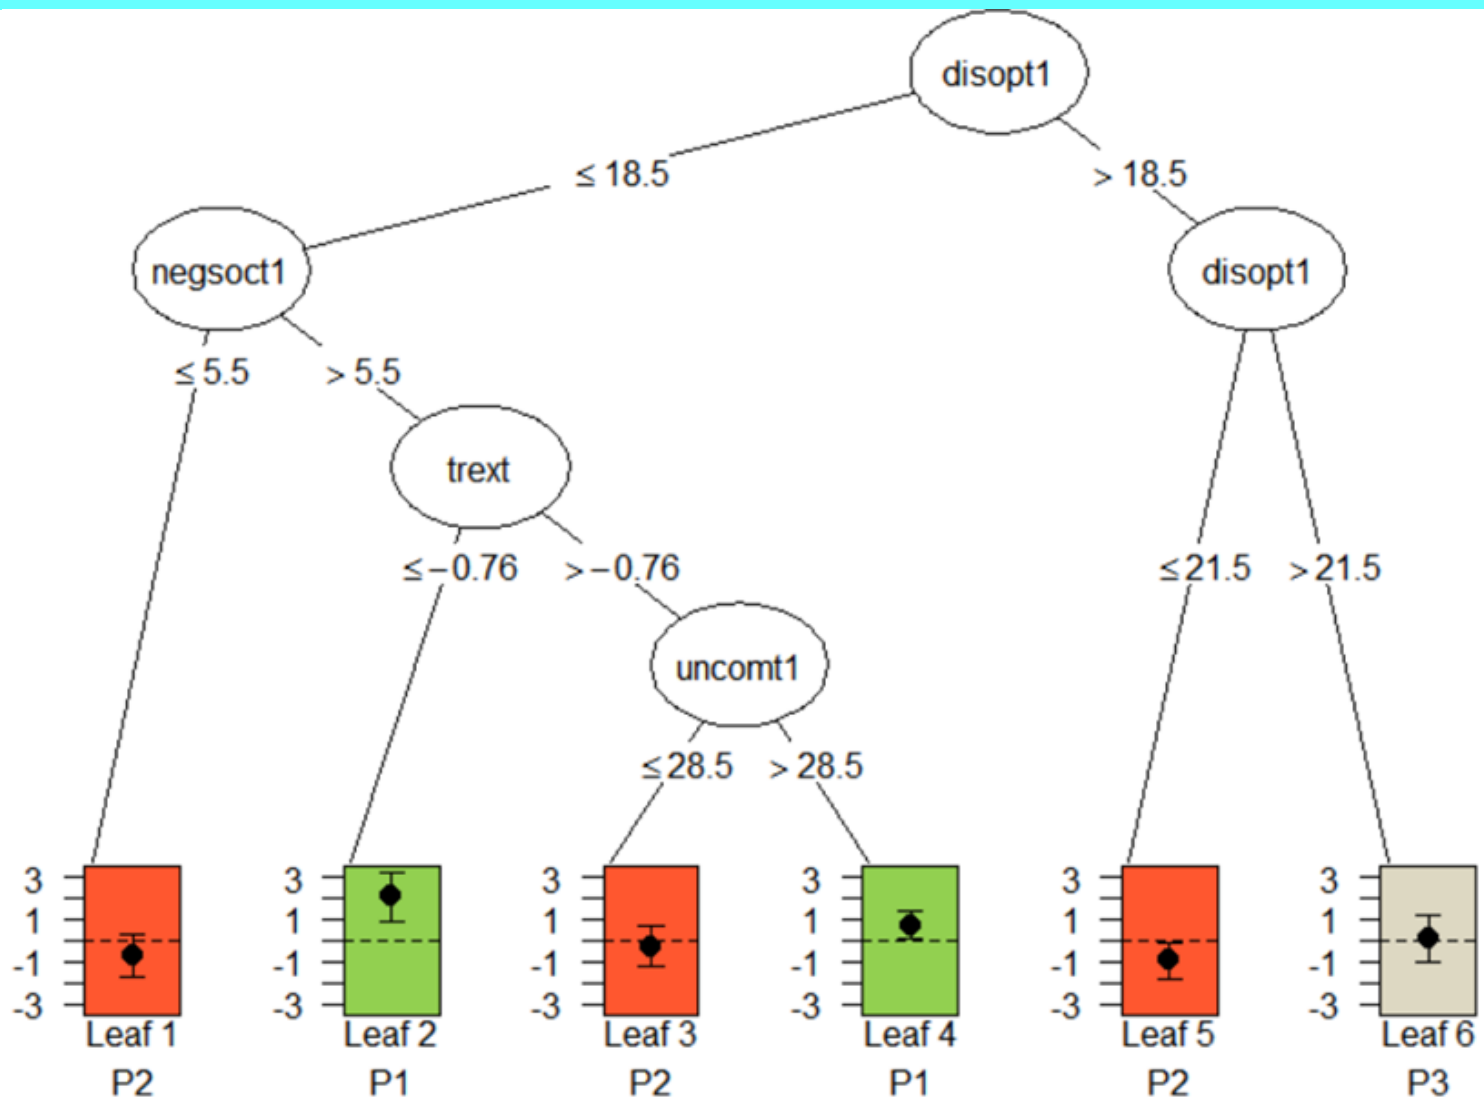 disopt1
≤ 18.5
> 18.5
negsoct1
disopt1
≤ 5.5
> 5.5
trext
≤ −0.76
> −0.76
≤ 21.5
> 21.5
uncomt1
≤ 28.5
> 28.5
3
1
-1
-3
3
1
-1
-3
3
1
-1
-3
3
1
-1
-3
3
1
-1
-3
3
1
-1
-3
Leaf 1
Leaf 2
Leaf 3
Leaf 4
Leaf 5
Leaf 6
P2
P1
P2
P1
P2
P3